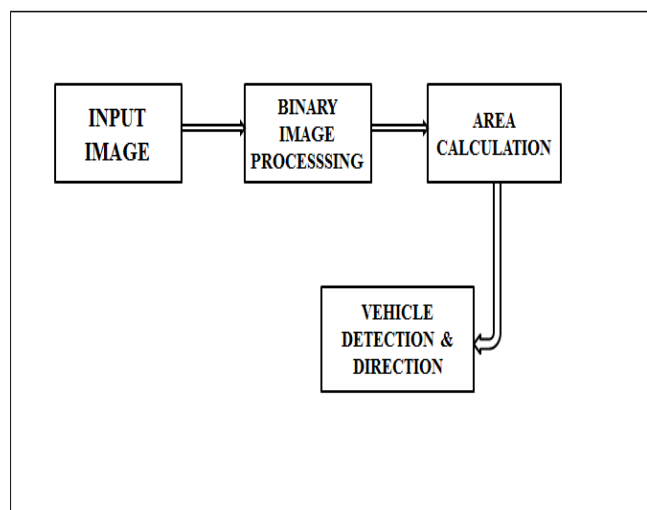 INPUT
IMAGE
BINARY
IMAGE
PROCESSSING
AREA
CALCULATION
VEHICLE
DETECTION &
DIRECTION